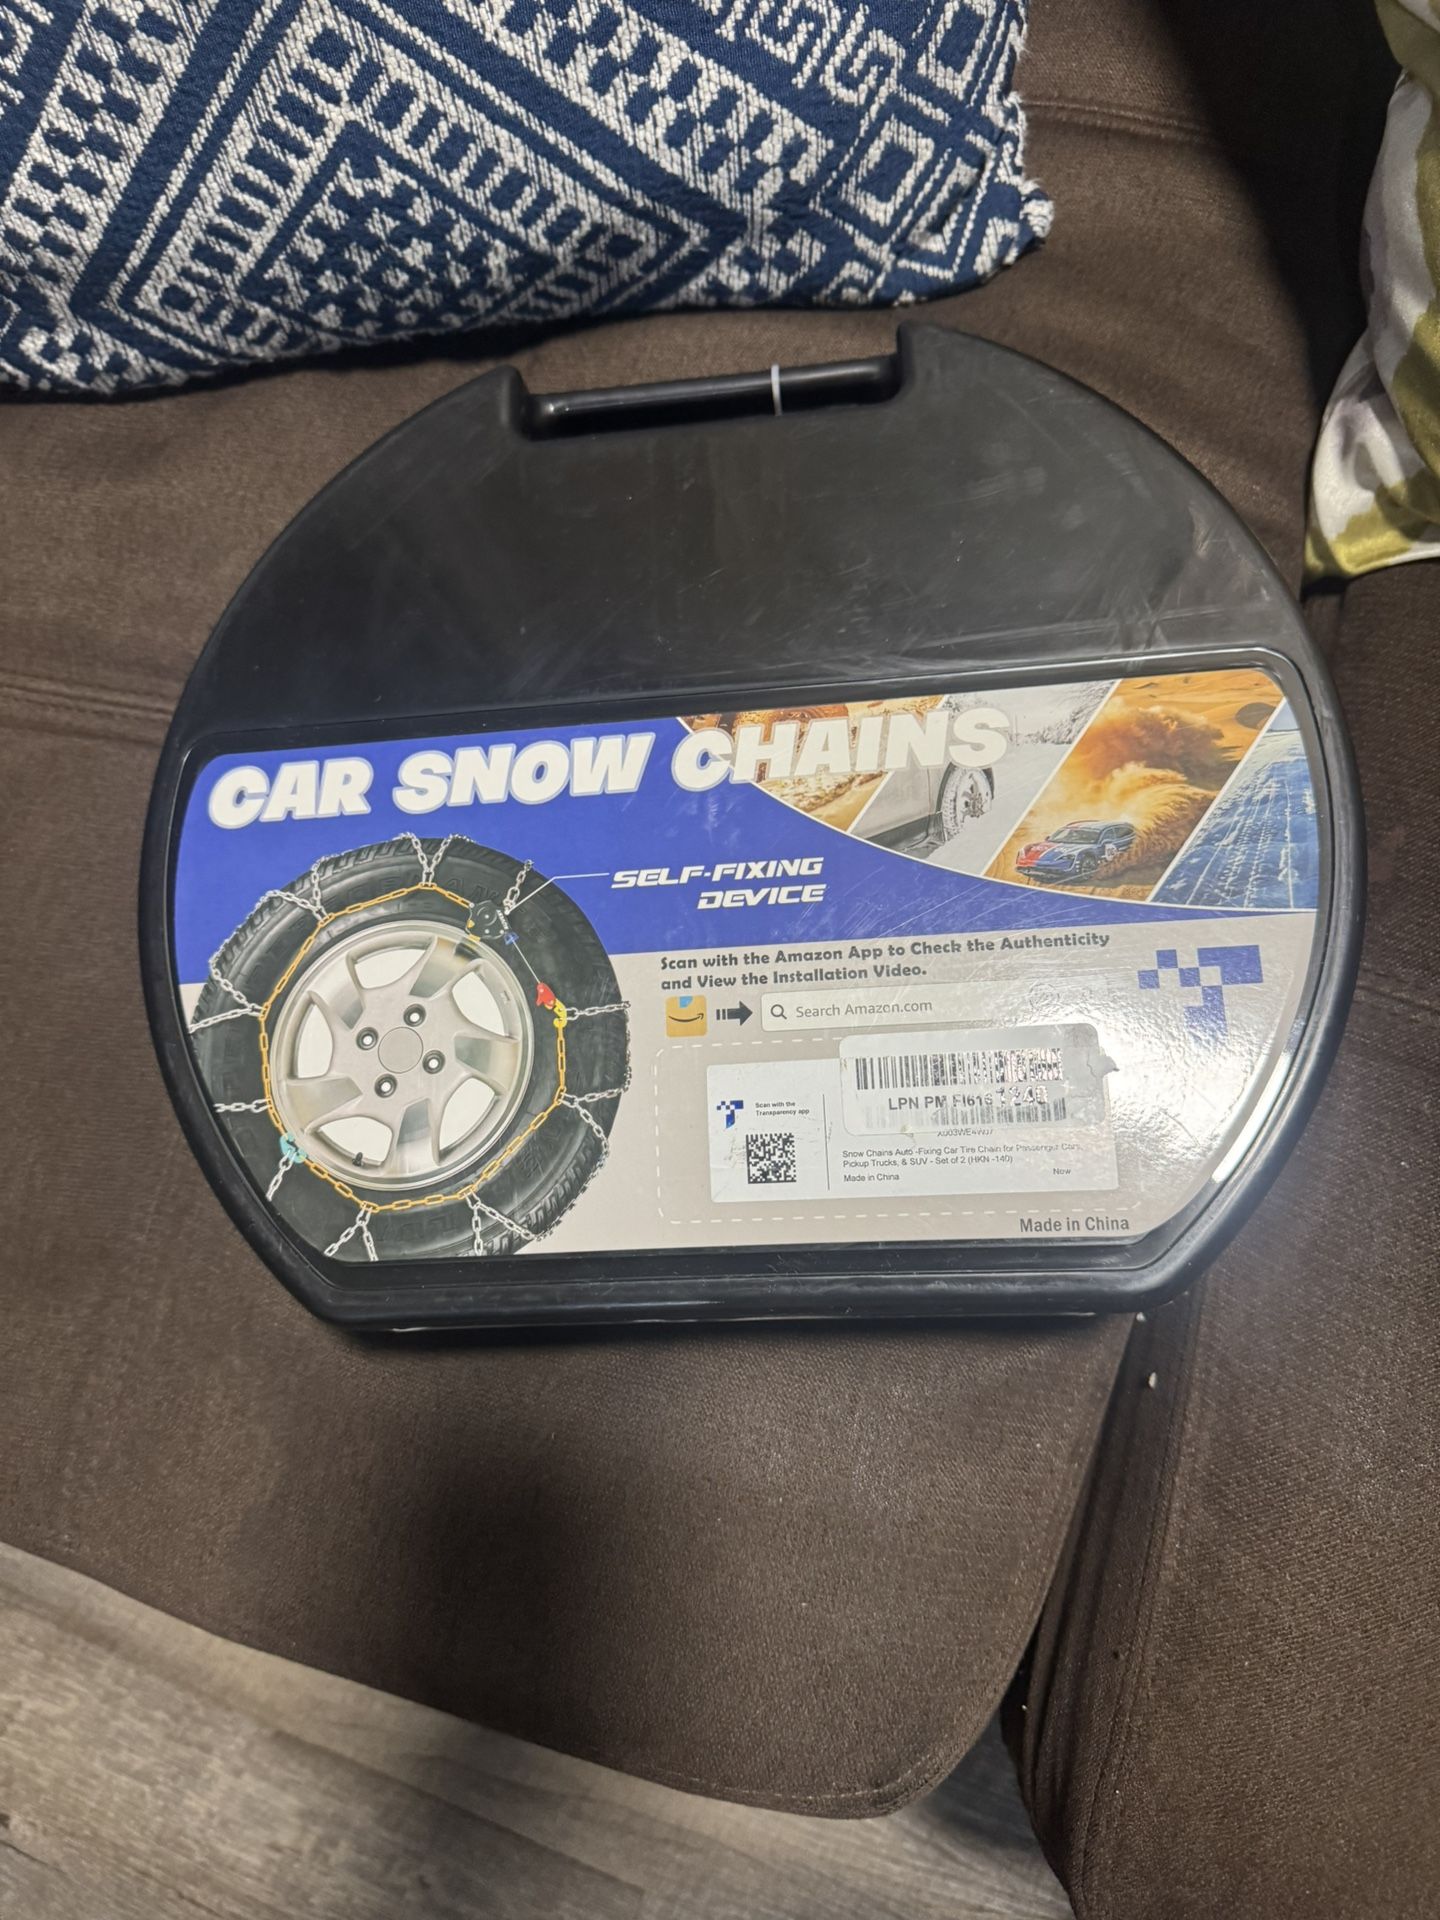 CAR SNOW CHAINS
SELF-FIXING
DEVICE
Scan with the Amazon App to Check the Authenticity
and View the Installation Video.
Search Amazon.com
LPN PM
Scan with the
Transparency app
Snow Chains Auto -Fixing Car Tire Chain for Passenger Cars,
Pickup Trucks, & SUV - Set of 2 (HKN -140)
New
Made in China
Made in China